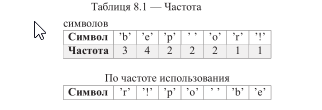 Таблица 8.1 — Частота
символов
Символ 'b' 'e' 'p' ' ' 'o' 'r' '!'
Частота 3 4 2 2 2 1 1
По частоте использования
Символ 'r' '!' 'p' 'o' ' ' 'b' 'e'